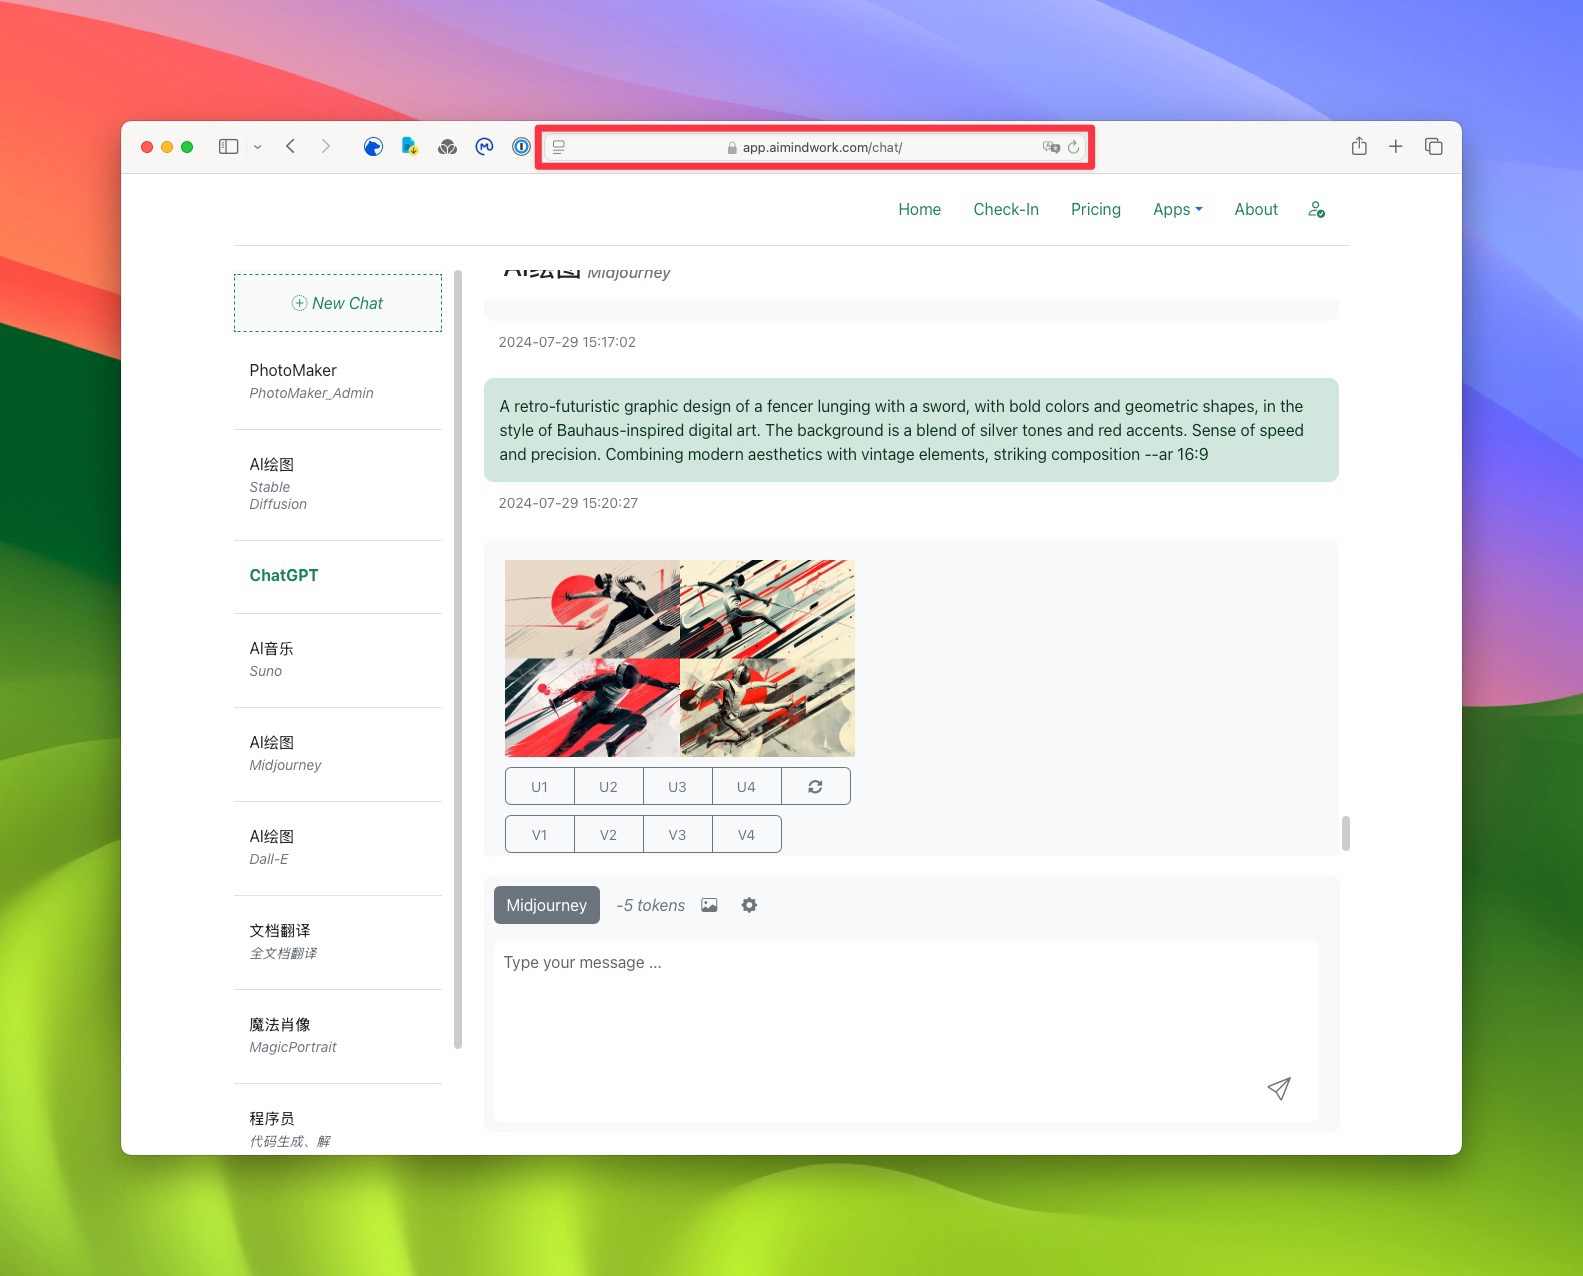 app.aimindwork.com/chat/
Home
Check-In
Pricing
Apps
About
New Chat
PhotoMaker
PhotoMaker_Admin
AI绘图
Stable
Diffusion
ChatGPT
AI音乐
Suno
AI绘图
Midjourney
AI绘图
Dall-E
文档翻译
全文档翻译
魔法肖像
MagicPortrait
程序员
代码生成、解
AI绘图 Midjourney
2024-07-29 15:17:02
A retro-futuristic graphic design of a fencer lunging with a sword, with bold colors and geometric shapes, in the
style of Bauhaus-inspired digital art. The background is a blend of silver tones and red accents. Sense of speed
and precision. Combining modern aesthetics with vintage elements, striking composition --ar 16:9
2024-07-29 15:20:27
U1
U2
U3
U4
V1
V2
V3
V4
Midjourney
-5 tokens
Type your message ...